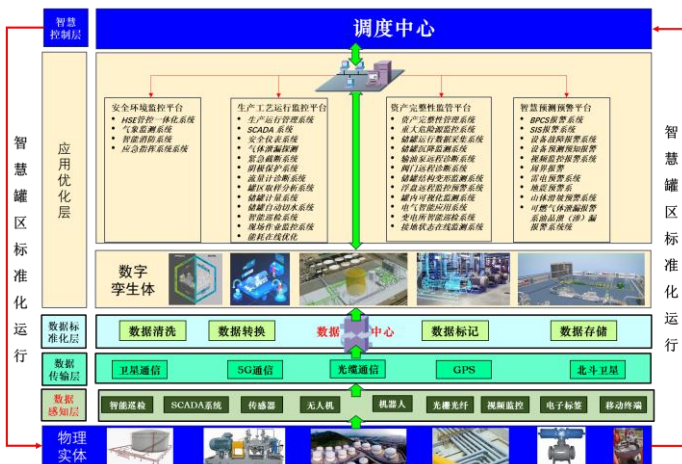 智慧
控制层
调度中心
智慧罐区标准化运行
应用优化层
安全环境监控平台
HSE管控一体化系统
气象监测系统
智能消防系统
应急指挥系统系统
生产工艺运行监控平台
生产运行管理系统
SCADA 系统
安全仪表系统
气体泄漏探测
紧急截断系统
阴极保护系统
流量计诊断系统
罐区取样分析系统
储罐计量系统
储罐自动切水系统
智能巡检系统
现场作业监控系统
能耗在线优化
资产完整性监管平台
资产完整性管理系统
重大危险源监控系统
储罐运行数据采集系统
储罐沉降监测系统
输油泵远程诊断系统
阀门远程诊断系统
储罐结构变形监测系统
浮盘远程监控预警系统
罐内可视化监测系统
电气智能应用系统
变电所智能巡检系统
接地状态在线监测系统
智慧预测预警平台
BPCS报警系统
SIS报警系统
设备故障报警系统
设备预测预知报警
视频监控报警系统
周界报警
雷电预警系统
地震预警系
山体滑坡预警系统
可燃气体泄漏报警
系油品泄（渗）漏
报警系统统
智慧罐区标准化运行
数字
孪生体
数据标
准化层
数据清洗
数据转换
数据
中心
数据标记
数据存储
数据
传输层
卫星通信
5G通信
光缆通信
GPS
北斗卫星
数据
感知层
智能巡检
SCADA系统
传感器
无人机
机器人
光栅光纤
视频监控
电子标签
移动终端
物理
实体